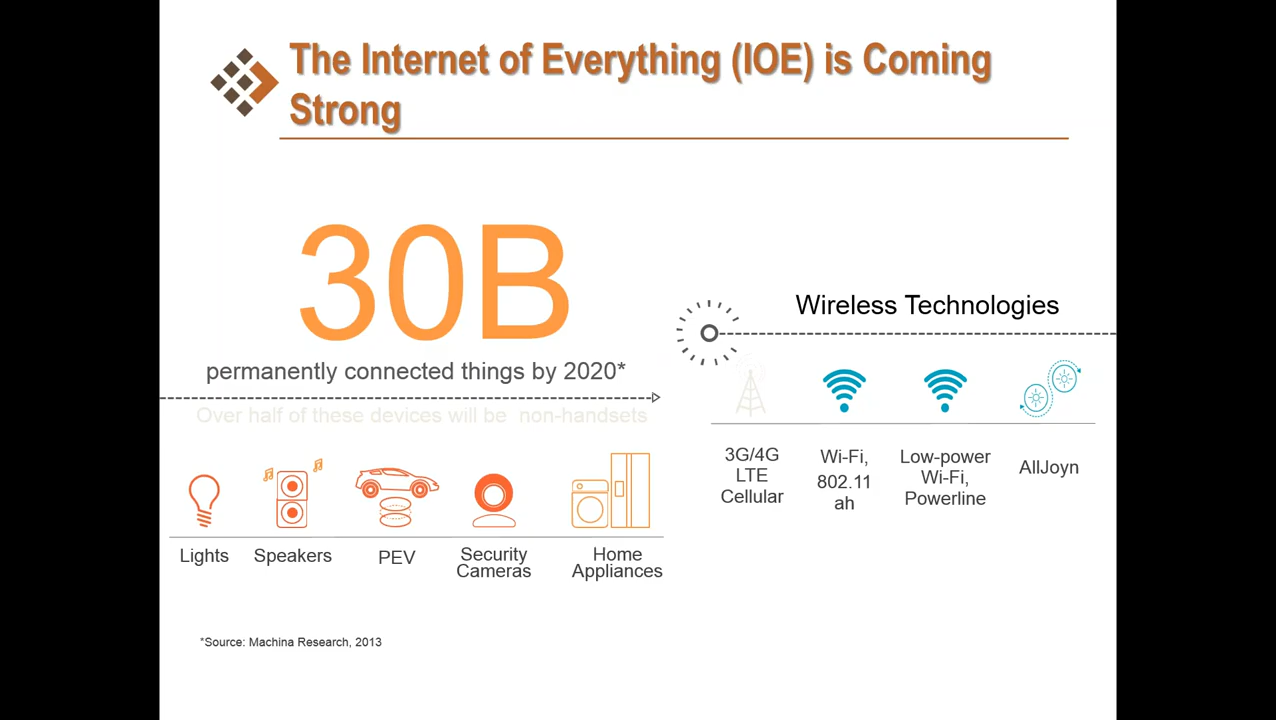 The Internet of Everything (IOE) is Coming
Strong
30B
permanently connected things by 2020*
Over half of these devices will be non-handsets
Lights
Speakers
PEV
Security
Cameras
Home
Appliances
Wireless Technologies
3G/4G
LTE
Cellular
Wi-Fi,
802.11
ah
Low-power
Wi-Fi,
Powerline
AllJoyn
*Source: Machina Research, 2013